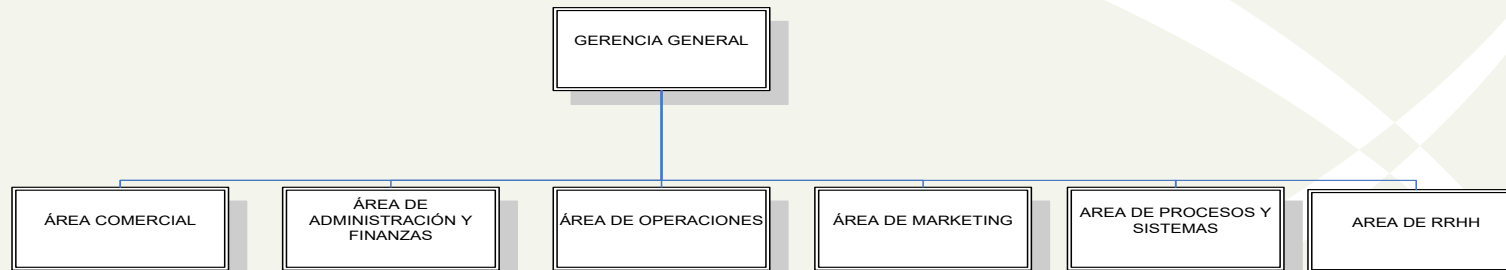 GERENCIA GENERAL
ÁREA COMERCIAL
ÁREA DE
ADMINISTRACIÓN Y
FINANZAS
ÁREA DE OPERACIONES
ÁREA DE MARKETING
AREA DE PROCESOS Y
SISTEMAS
AREA DE RRHH